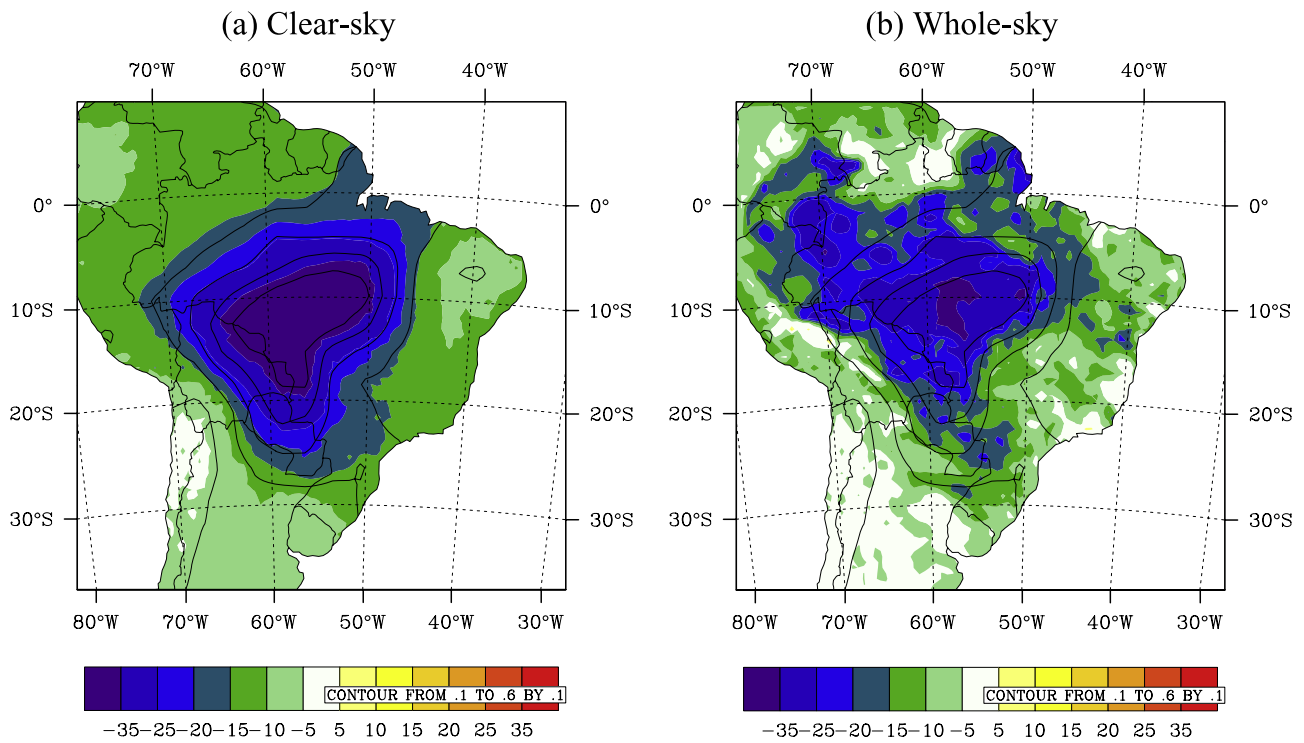 (a) Clear-sky
(b) Whole-sky
70°W 60°W 50°W 40°W
70°W 60°W 50°W 40°W
0° 0°
0° 0°
10°S 10°S
10°S 10°S
20°S 20°S
20°S 20°S
30°S 30°S
30°S 30°S
80°W 70°W 60°W 50°W 40°W 30°W
80°W 70°W 60°W 50°W 40°W 30°W
CONTOUR FROM .1 TO .6 BY .1
CONTOUR FROM .1 TO .6 BY .1
-35 -25 -20 -15 -10 -5 5 10 15 20 25 35
-35 -25 -20 -15 -10 -5 5 10 15 20 25 35